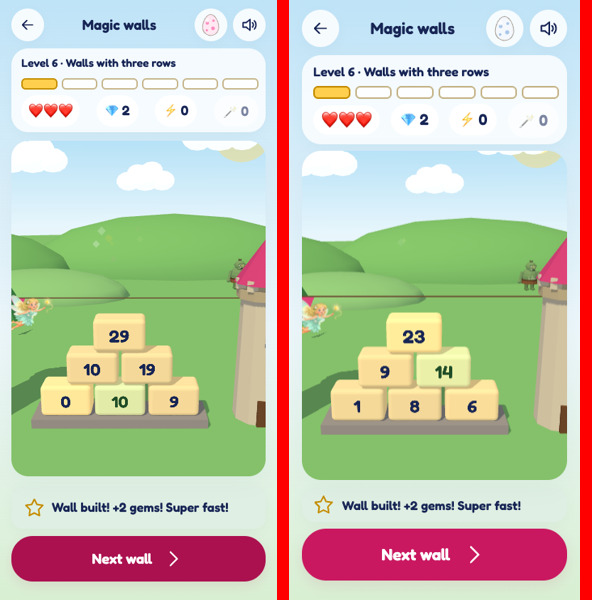 Magic walls
Level 6 · Walls with three rows
2
0
0
29
10 19
0 10 9
Wall built! +2 gems! Super fast!
Next wall
Magic walls
Level 6 · Walls with three rows
2
0
0
23
9 14
1 8 6
Wall built! +2 gems! Super fast!
Next wall